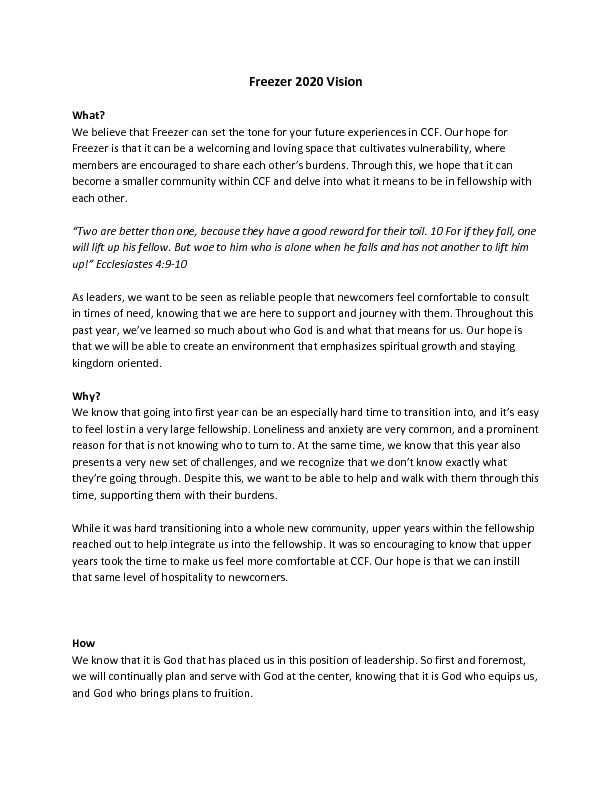 Freezer 2020 Vision
What?
We believe that Freezer can set the tone for your future experiences in CCF. Our hope for
Freezer is that it can be a welcoming and loving space that cultivates vulnerability, where
members are encouraged to share each other's burdens. Through this, we hope that it can
become a smaller community within CCF and delve into what it means to be in fellowship with
each other.
“Two are better than one, because they have a good reward for their toil. 10 For if they fall, one
will lift up his fellow. But woe to him who is alone when he falls and has not another to lift him
up!” Ecclesiastes 4:9-10
As leaders, we want to be seen as reliable people that newcomers feel comfortable to consult
in times of need, knowing that we are here to support and journey with them. Throughout this
past year, we've learned so much about who God is and what that means for us. Our hope is
that we will be able to create an environment that emphasizes spiritual growth and staying
kingdom oriented.
Why?
We know that going into first year can be an especially hard time to transition into, and it's easy
to feel lost in a very large fellowship. Loneliness and anxiety are very common, and a prominent
reason for that is not knowing who to turn to. At the same time, we know that this year also
presents a very new set of challenges, and we recognize that we don't know exactly what
they're going through. Despite this, we want to be able to help and walk with them through this
time, supporting them with their burdens.
While it was hard transitioning into a whole new community, upper years within the fellowship
reached out to help integrate us into the fellowship. It was so encouraging to know that upper
years took the time to make us feel more comfortable at CCF. Our hope is that we can instill
that same level of hospitality to newcomers.
How
We know that it is God that has placed us in this position of leadership. So first and foremost,
we will continually plan and serve with God at the center, knowing that it is God who equips us,
and God who brings plans to fruition.